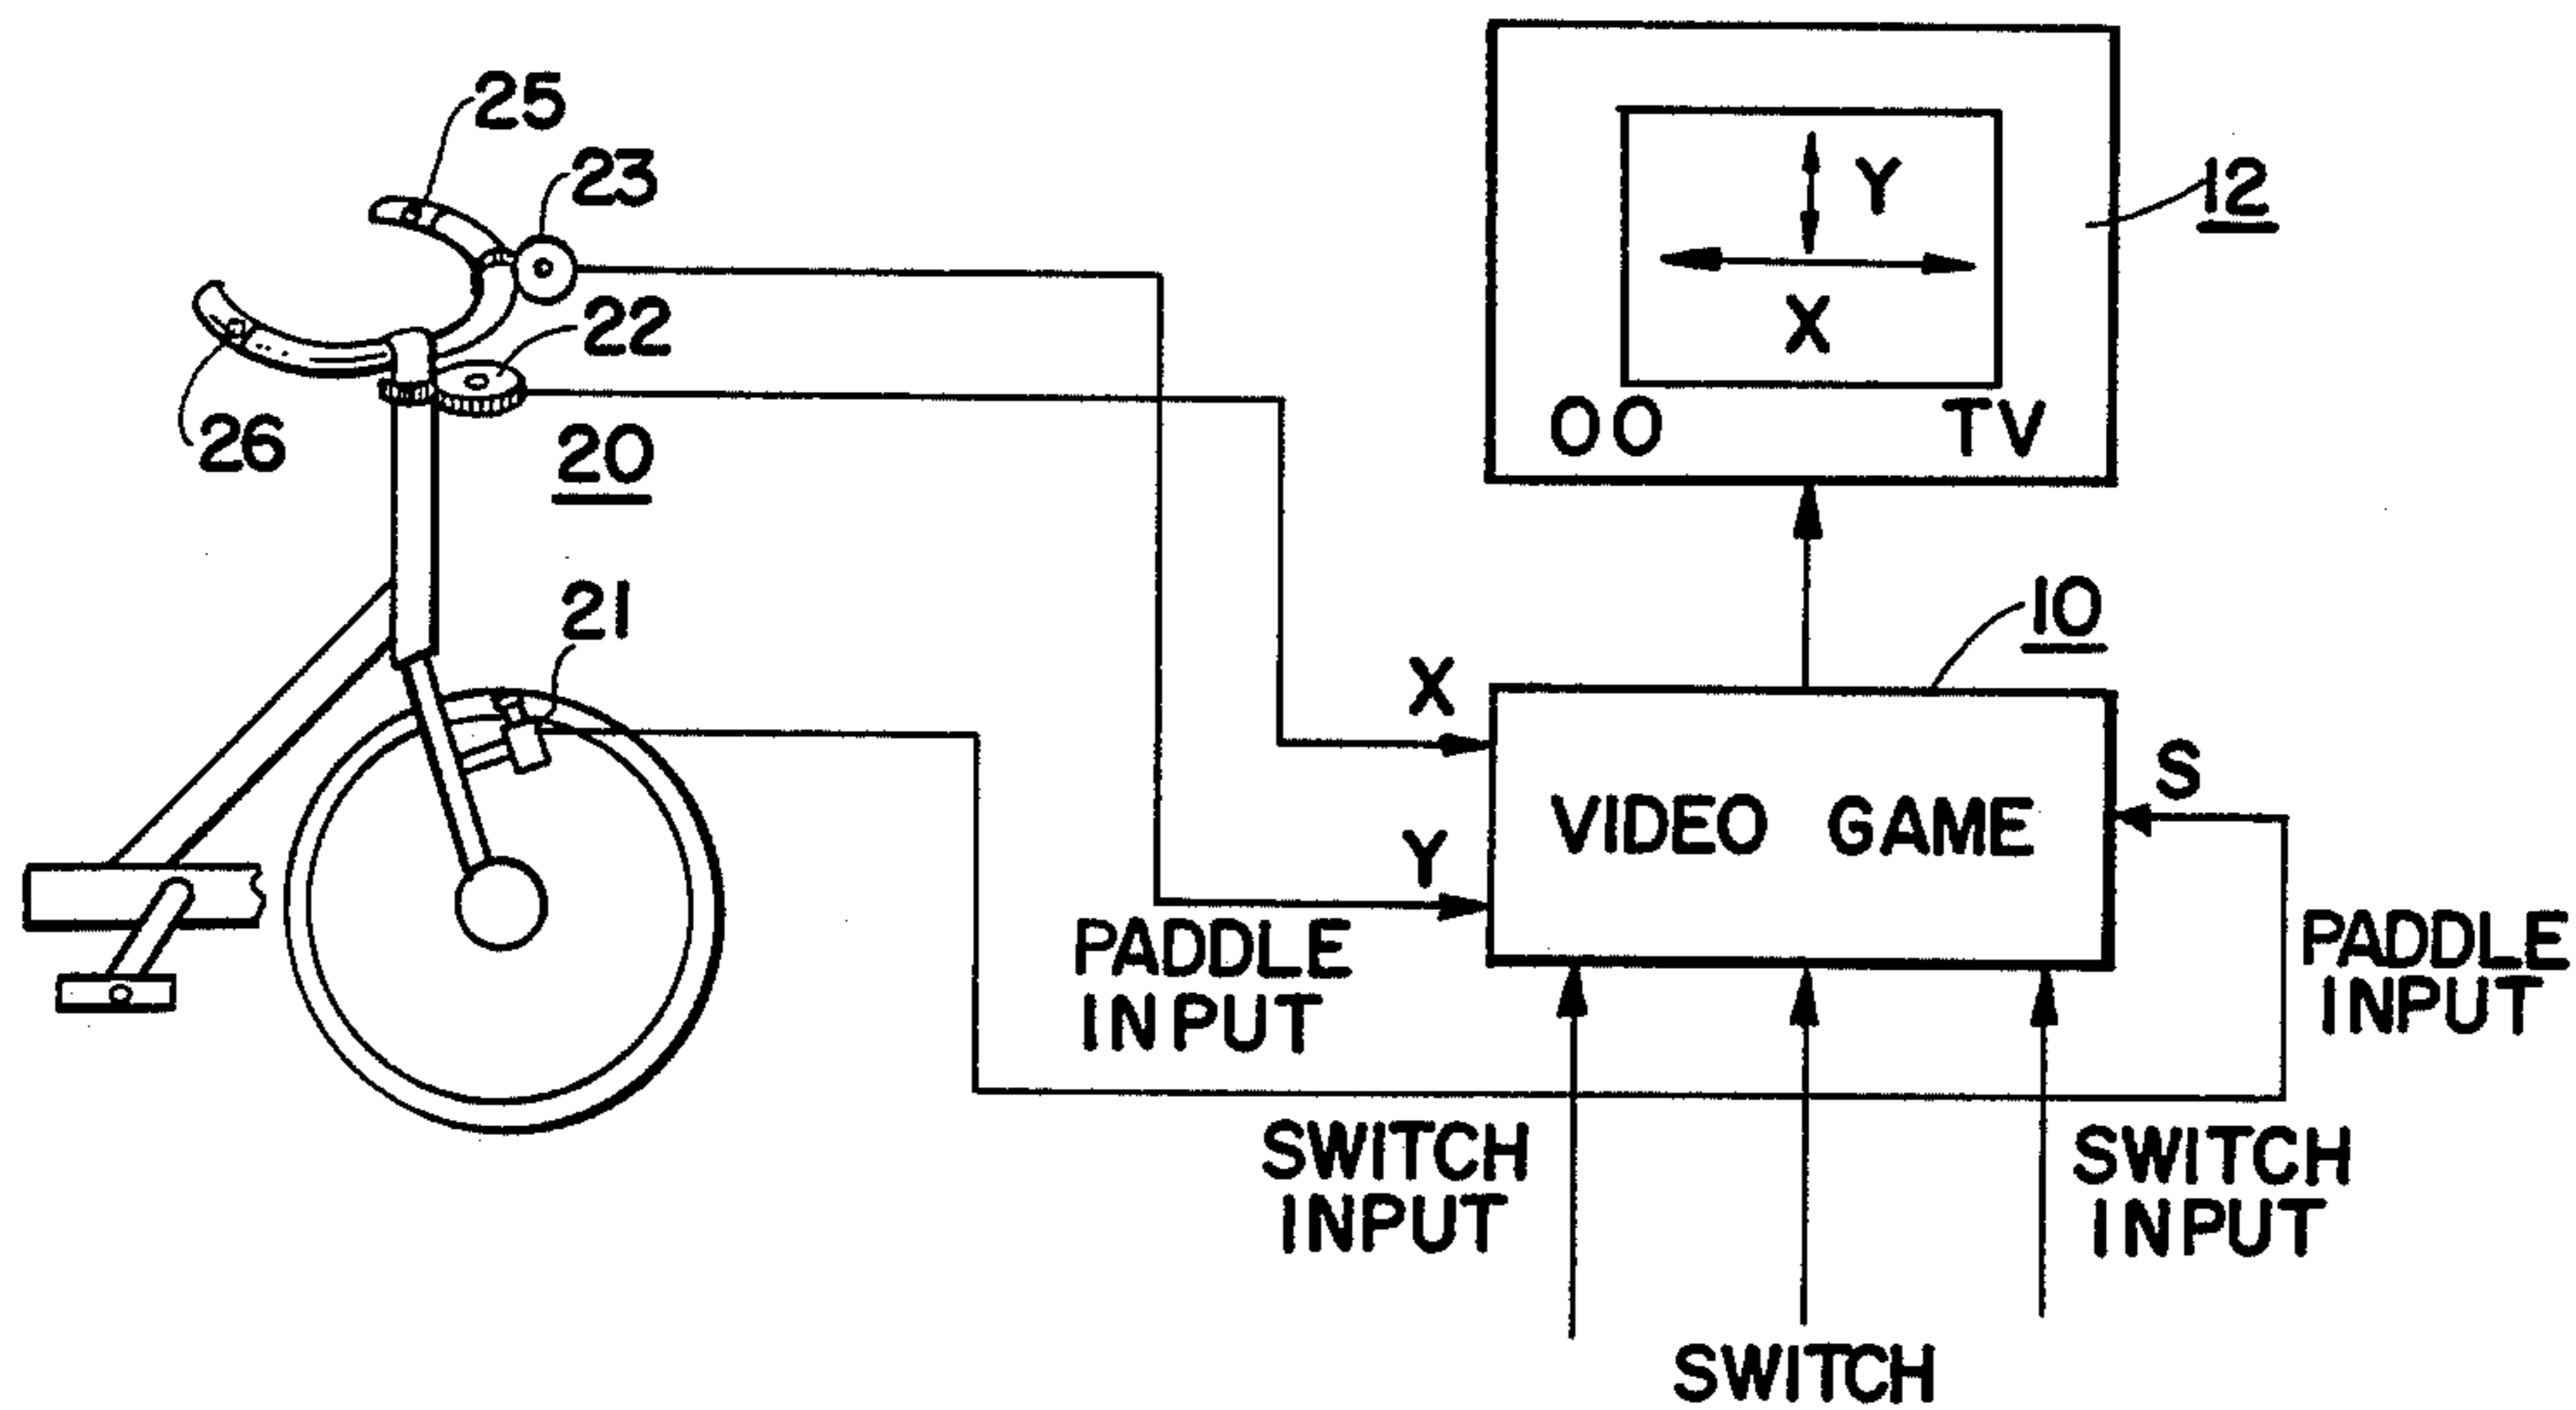 25
23
22
26
20
21
Y
X
OO TV
12
10
X
Y
VIDEO GAME
S
PADDLE
INPUT
PADDLE
INPUT
SWITCH
INPUT
SWITCH
INPUT
SWITCH